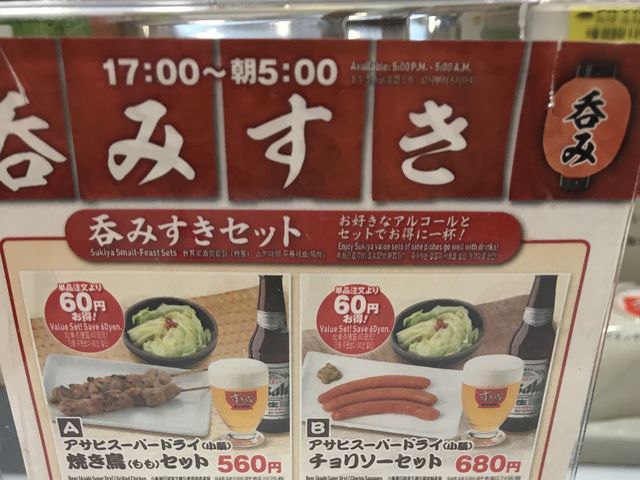 17:00～朝5:00
Available: 5:00 P.M. - 5:00 A.M.
呑みすき
呑み
呑みすきセット
お好きなアルコールと
セットでお得に一杯！
Sukiya Small-Feast Sets
Enjoy Sukiya value sets of side dishes go well with drinks!
単品注文より
60円
お得！
Value Set! Save 60yen.
A
アサヒスーパードライ(小瓶)
焼き鳥(もも)セット 560円
単品注文より
60円
お得！
Value Set! Save 60yen.
B
アサヒスーパードライ(小瓶)
チョリソーセット 680円